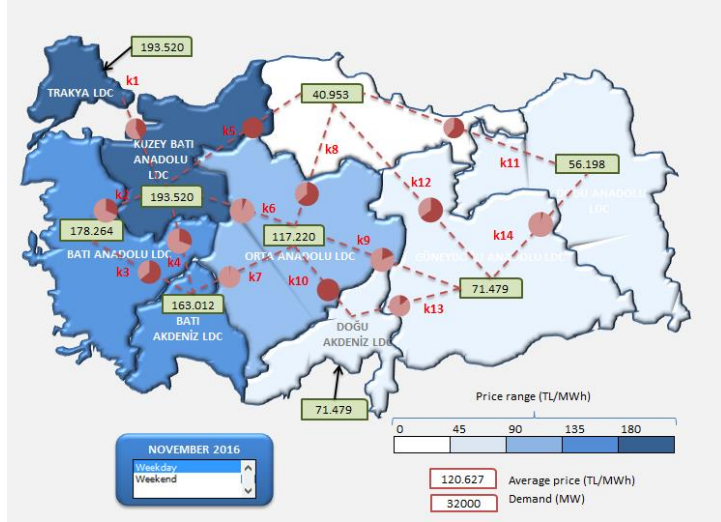 193.520
k1
TRAKYA LDC
40.953
k5
KUZEY BATI
ANADOLU
LDC
k8
k11
56.198
k12
ANADOLU
LDC
k2
193.520
k6
178.264
117.220
k14
BATI ANADOLU LDC
ORTA ANADOLU LDC
k9
ANADOLU LDC
k3
k4
k7
k10
71.479
163.012
k13
BATI
AKDENİZ LDC
DOĞU
AKDENİZ LDC
71.479
Price range (TL/MWh)
0 45 90 135 180
NOVEMBER 2016
Weekday
Weekend
120.627 Average price (TL/MWh)
32000 Demand (MW)